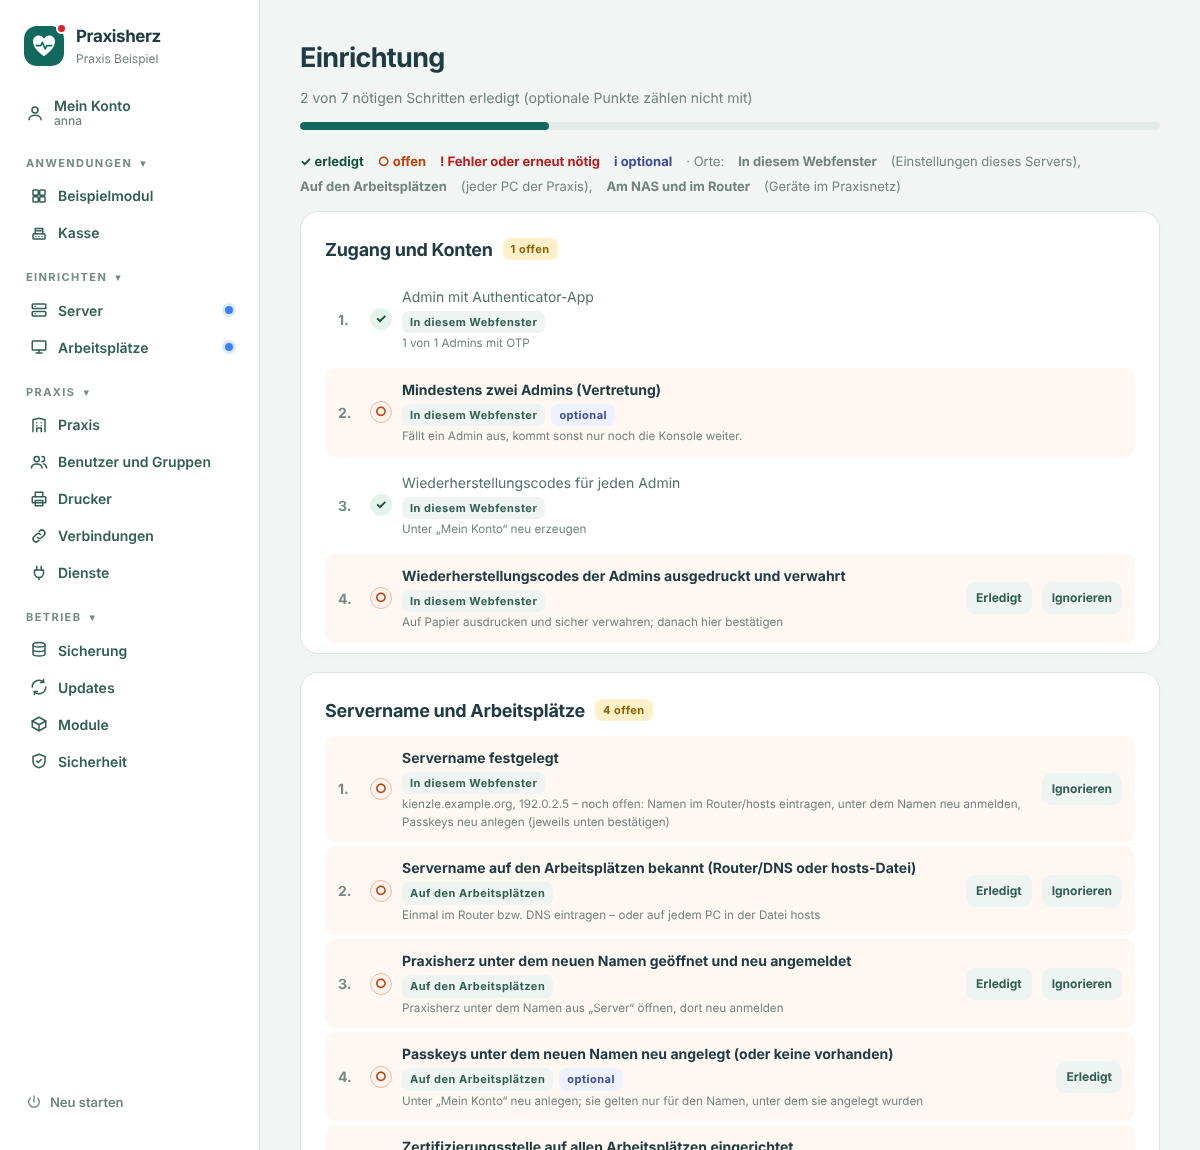 Praxisherz
Praxis Beispiel
Mein Konto
anna
ANWENDUNGEN ▾
Beispielmodul
Kasse
EINRICHTEN ▾
Server
Arbeitsplätze
PRAXIS ▾
Praxis
Benutzer und Gruppen
Drucker
Verbindungen
Dienste
BETRIEB ▾
Sicherung
Updates
Module
Sicherheit
Neu starten
Einrichtung
2 von 7 nötigen Schritten erledigt (optionale Punkte zählen nicht mit)
✓ erledigt O offen ! Fehler oder erneut nötig i optional · Orte: In diesem Webfenster (Einstellungen dieses Servers),
Auf den Arbeitsplätzen (jeder PC der Praxis), Am NAS und im Router (Geräte im Praxisnetz)
Zugang und Konten 1 offen
1. Admin mit Authenticator-App
In diesem Webfenster
1 von 1 Admins mit OTP
2. Mindestens zwei Admins (Vertretung)
In diesem Webfenster optional
Fällt ein Admin aus, kommt sonst nur noch die Konsole weiter.
3. Wiederherstellungscodes für jeden Admin
In diesem Webfenster
Unter „Mein Konto“ neu erzeugen
4. Wiederherstellungscodes der Admins ausgedruckt und verwahrt
In diesem Webfenster
Auf Papier ausdrucken und sicher verwahren; danach hier bestätigen
Erledigt Ignorieren
Servername und Arbeitsplätze 4 offen
1. Servername festgelegt
In diesem Webfenster
kienzle.example.org, 192.0.2.5 – noch offen: Namen im Router/hosts eintragen, unter dem Namen neu anmelden,
Passkeys neu anlegen (jeweils unten bestätigen)
Ignorieren
2. Servername auf den Arbeitsplätzen bekannt (Router/DNS oder hosts-Datei)
Auf den Arbeitsplätzen
Einmal im Router bzw. DNS eintragen – oder auf jedem PC in der Datei hosts
Erledigt Ignorieren
3. Praxisherz unter dem neuen Namen geöffnet und neu angemeldet
Auf den Arbeitsplätzen
Praxisherz unter dem Namen aus „Server“ öffnen, dort neu anmelden
Erledigt Ignorieren
4. Passkeys unter dem neuen Namen neu angelegt (oder keine vorhanden)
Auf den Arbeitsplätzen optional
Unter „Mein Konto“ neu anlegen; sie gelten nur für den Namen, unter dem sie angelegt wurden
Erledigt
Zertifizierungsstelle auf allen Arbeitsplätzen eingerichtet